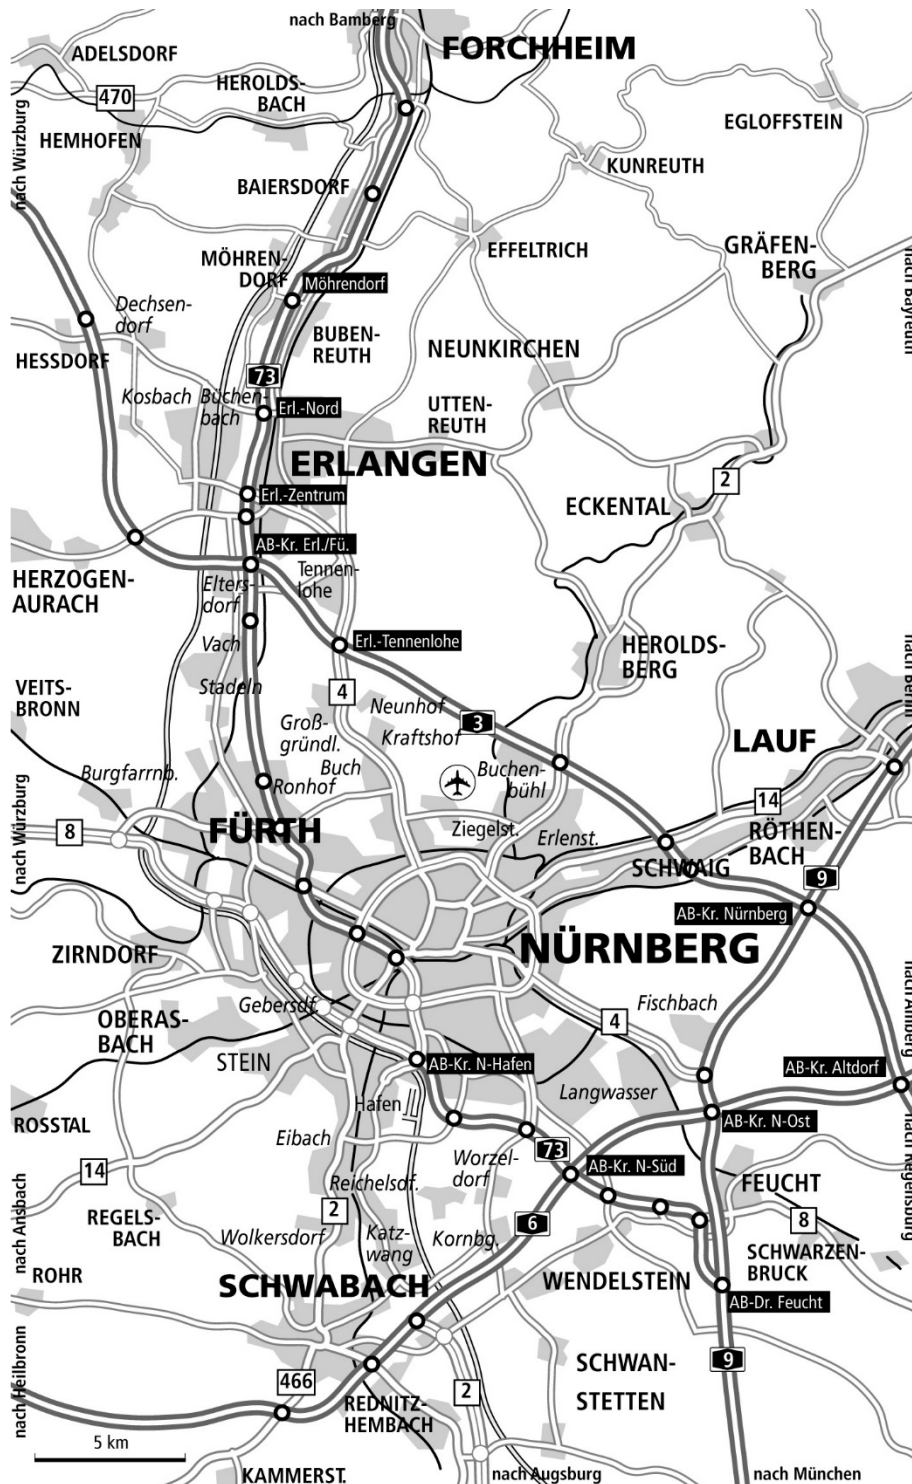 nach Bamberg
FORCHHEIM
ADELSDORF
HEROLDS-
BACH
470
EGLOFFSTEIN
HEMHOFEN
nach Würzburg
KUNREUTH
BAIERSDORF
EFFELTRICH
GRÄFEN-
BERG
nach Bayreuth
MÖHREN-
DORF
Möhrendorf
Dechsen-
dorf
BUBEN-
REUTH
HESSDORF
NEUNKIRCHEN
73
Kosbach
Büchen-
bach
Erl.-Nord
UTTEN-
REUTH
ERLANGEN
2
Erl.-Zentrum
ECKENTAL
AB-Kr. Erl./Fü.
HERZOGEN-
AURACH
Elters-
dorf
Tennen-
lohe
Vach
Erl.-Tennenlohe
HEROLDS-
BERG
nach Berlin
VEITS-
BRONN
Stadeln
4
Neunhof
3
Groß-
gründl.
Kraftshof
LAUF
Burgfarrnb.
Buch
Ronhof
Buchen-
bühl
14
nach Würzburg
8
FÜRTH
Ziegelst.
Erlenst.
RÖTHEN-
BACH
SCHWAIG
9
AB-Kr. Nürnberg
NÜRNBERG
ZIRNDORF
nach Amberg
Gebersdf.
Fischbach
OBERAS-
BACH
4
STEIN
AB-Kr. N-Hafen
AB-Kr. Altdorf
Langwasser
Hafen
ROSSTAL
AB-Kr. N-Ost
nach Regensburg
Eibach
73
Worzel-
dorf
AB-Kr. N-Süd
14
Reichelsdf.
FEUCHT
nach Ansbach
REGELS-
BACH
2
6
8
Wolkersdorf
Katz-
wang
Kornbg.
SCHWARZEN-
BRUCK
ROHR
SCHWABACH
WENDELSTEIN
AB-Dr. Feucht
nach Heilbronn
9
SCHWAN-
STETTEN
466
2
REDNITZ-
HEMBACH
5 km
KAMMERST.
nach Augsburg
nach München